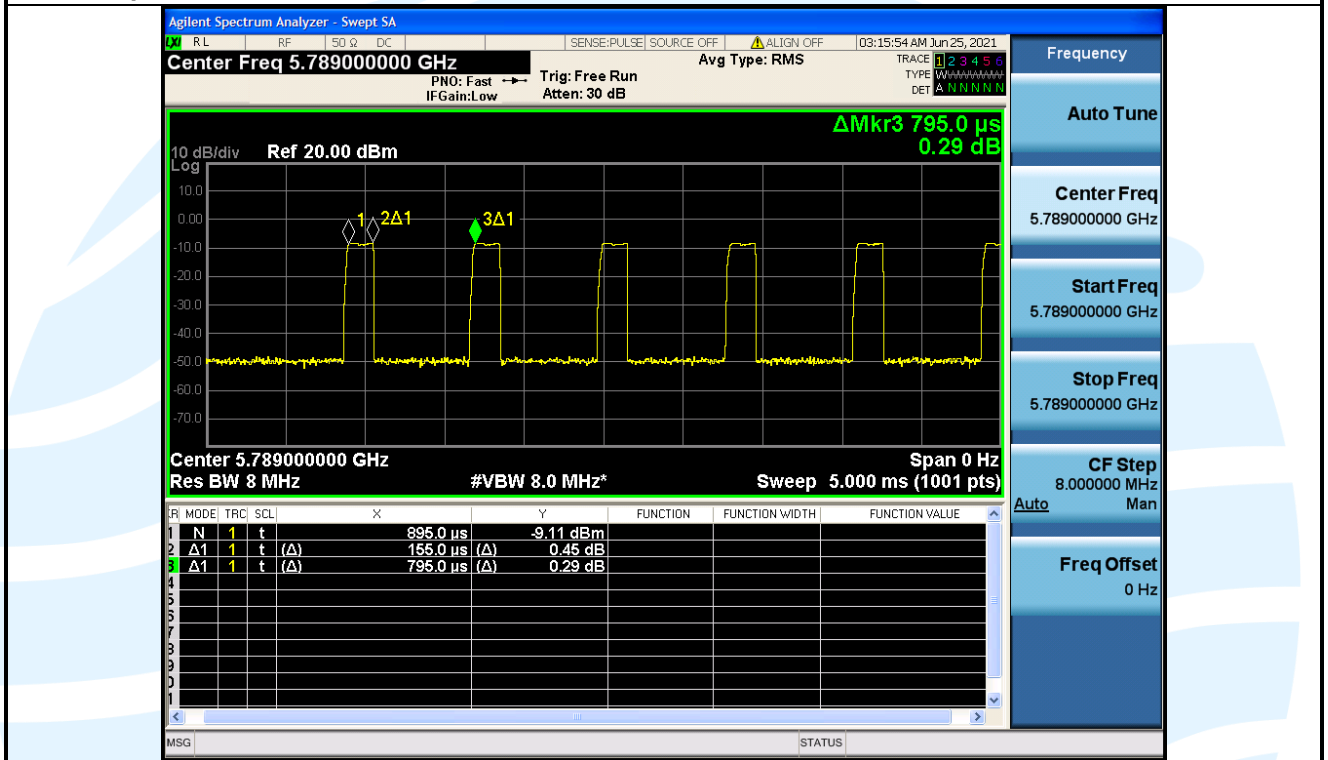 Agilent Spectrum Analyzer - Swept SA
LXI RL RF 50 Ω DC SENSE:PULSE SOURCE OFF ALIGN OFF 03:15:54 AM Jun 25, 2021
Center Freq 5.789000000 GHz Avg Type: RMS TRACE 1 2 3 4 5 6
PNO: Fast Trig: Free Run TYPE WWWWWW
IFGain:Low Atten: 30 dB DET A N N N N N
ΔMkr3 795.0 µs
0.29 dB
10 dB/div Ref 20.00 dBm
Log
10.0
0.00
1 2Δ1 3Δ1
-10.0
-20.0
-30.0
-40.0
-50.0
-60.0
-70.0
Center 5.789000000 GHz Span 0 Hz
Res BW 8 MHz #VBW 8.0 MHz* Sweep 5.000 ms (1001 pts)
KR MODE TRC SCL X Y FUNCTION FUNCTION WIDTH FUNCTION VALUE
1 N 1 t 895.0 µs -9.11 dBm
2 Δ1 1 t (Δ) 155.0 µs (Δ) 0.45 dB
3 Δ1 1 t (Δ) 795.0 µs (Δ) 0.29 dB
4
5
6
7
8
9
0
1
MSG STATUS
Frequency
Auto Tune
Center Freq
5.789000000 GHz
Start Freq
5.789000000 GHz
Stop Freq
5.789000000 GHz
CF Step
8.000000 MHz
Auto Man
Freq Offset
0 Hz